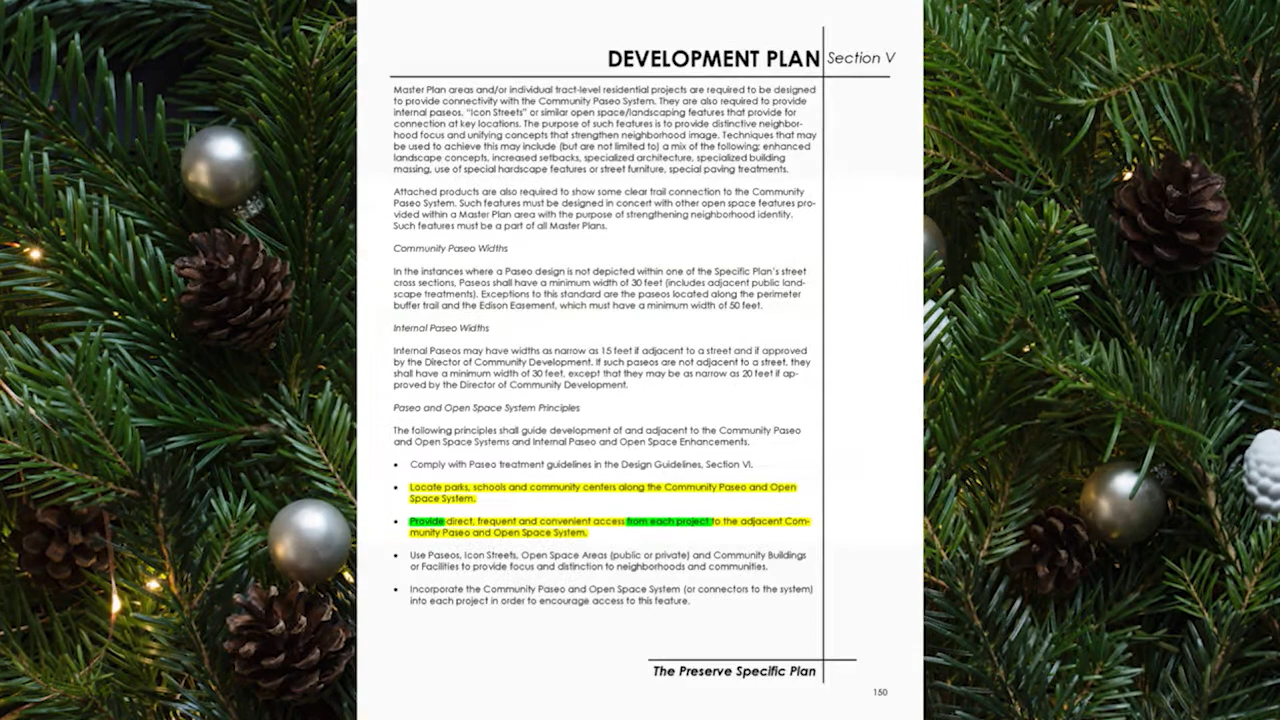 DEVELOPMENT PLAN Section V
Master Plan areas and/or individual tract-level residential projects are required to be designed
to provide connectivity with the Community Paseo System. They are also required to provide
internal paseos, “Icon Streets” or similar open space/landscaping features that provide for
connection at key locations. The purpose of such features is to provide distinctive neighbor-
hood focus and unifying concepts that strengthen neighborhood image. Techniques that may
be used to achieve this may include (but are not limited to) a mix of the following; enhanced
landscape concepts, increased setbacks, specialized architecture, specialized building
massing, use of special hardscape features or street furniture, special paving treatments.
Attached products are also required to show some clear trail connection to the Community
Paseo System. Such features must be designed in concert with other open space features pro-
vided within a Master Plan area with the purpose of strengthening neighborhood identity.
Such features must be a part of all Master Plans.
Community Paseo Widths
In the instances where a Paseo design is not depicted within one of the Specific Plan’s street
cross sections, Paseos shall have a minimum width of 30 feet (includes adjacent public land-
scape treatments). Exceptions to this standard are the paseos located along the perimeter
buffer trail and the Edison Easement, which must have a minimum width of 50 feet.
Internal Paseo Widths
Internal Paseos may have widths as narrow as 15 feet if adjacent to a street and if approved
by the Director of Community Development. If such paseos are not adjacent to a street, they
shall have a minimum width of 30 feet, except that they may be as narrow as 20 feet if ap-
proved by the Director of Community Development.
Paseo and Open Space System Principles
The following principles shall guide development of and adjacent to the Community Paseo
and Open Space Systems and Internal Paseo and Open Space Enhancements.
• Comply with Paseo treatment guidelines in the Design Guidelines, Section VI.
• Locate parks, schools and community centers along the Community Paseo and Open
Space System.
• Provide direct, frequent and convenient access from each project to the adjacent Com-
munity Paseo and Open Space System.
• Use Paseos, Icon Streets, Open Space Areas (public or private) and Community Buildings
or Facilities to provide focus and distinction to neighborhoods and communities.
• Incorporate the Community Paseo and Open Space System (or connectors to the system)
into each project in order to encourage access to this feature.
The Preserve Specific Plan
150